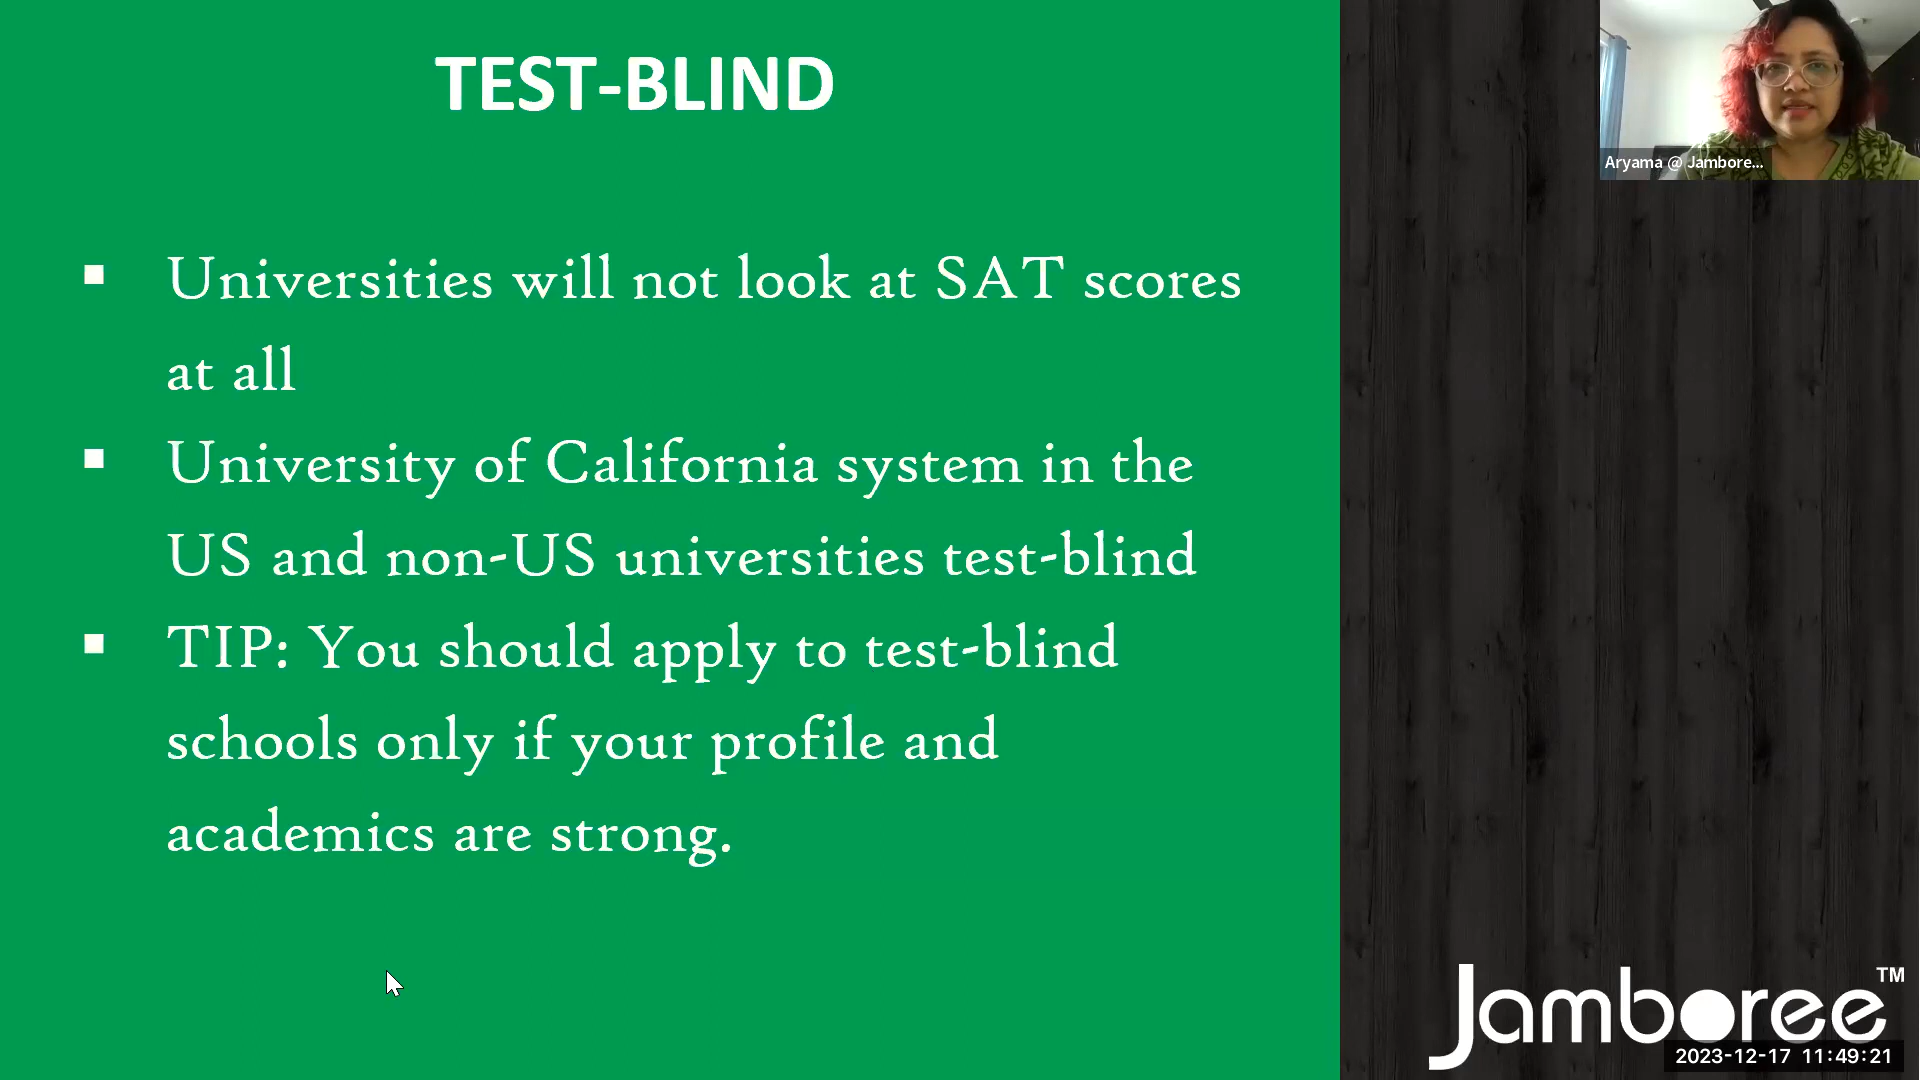 TEST-BLIND
Aryama @ Jambore...
▪ Universities will not look at SAT scores
at all
▪ University of California system in the
US and non-US universities test-blind
▪ TIP: You should apply to test-blind
schools only if your profile and
academics are strong.
Jamboree™
2023-12-17 11:49:21